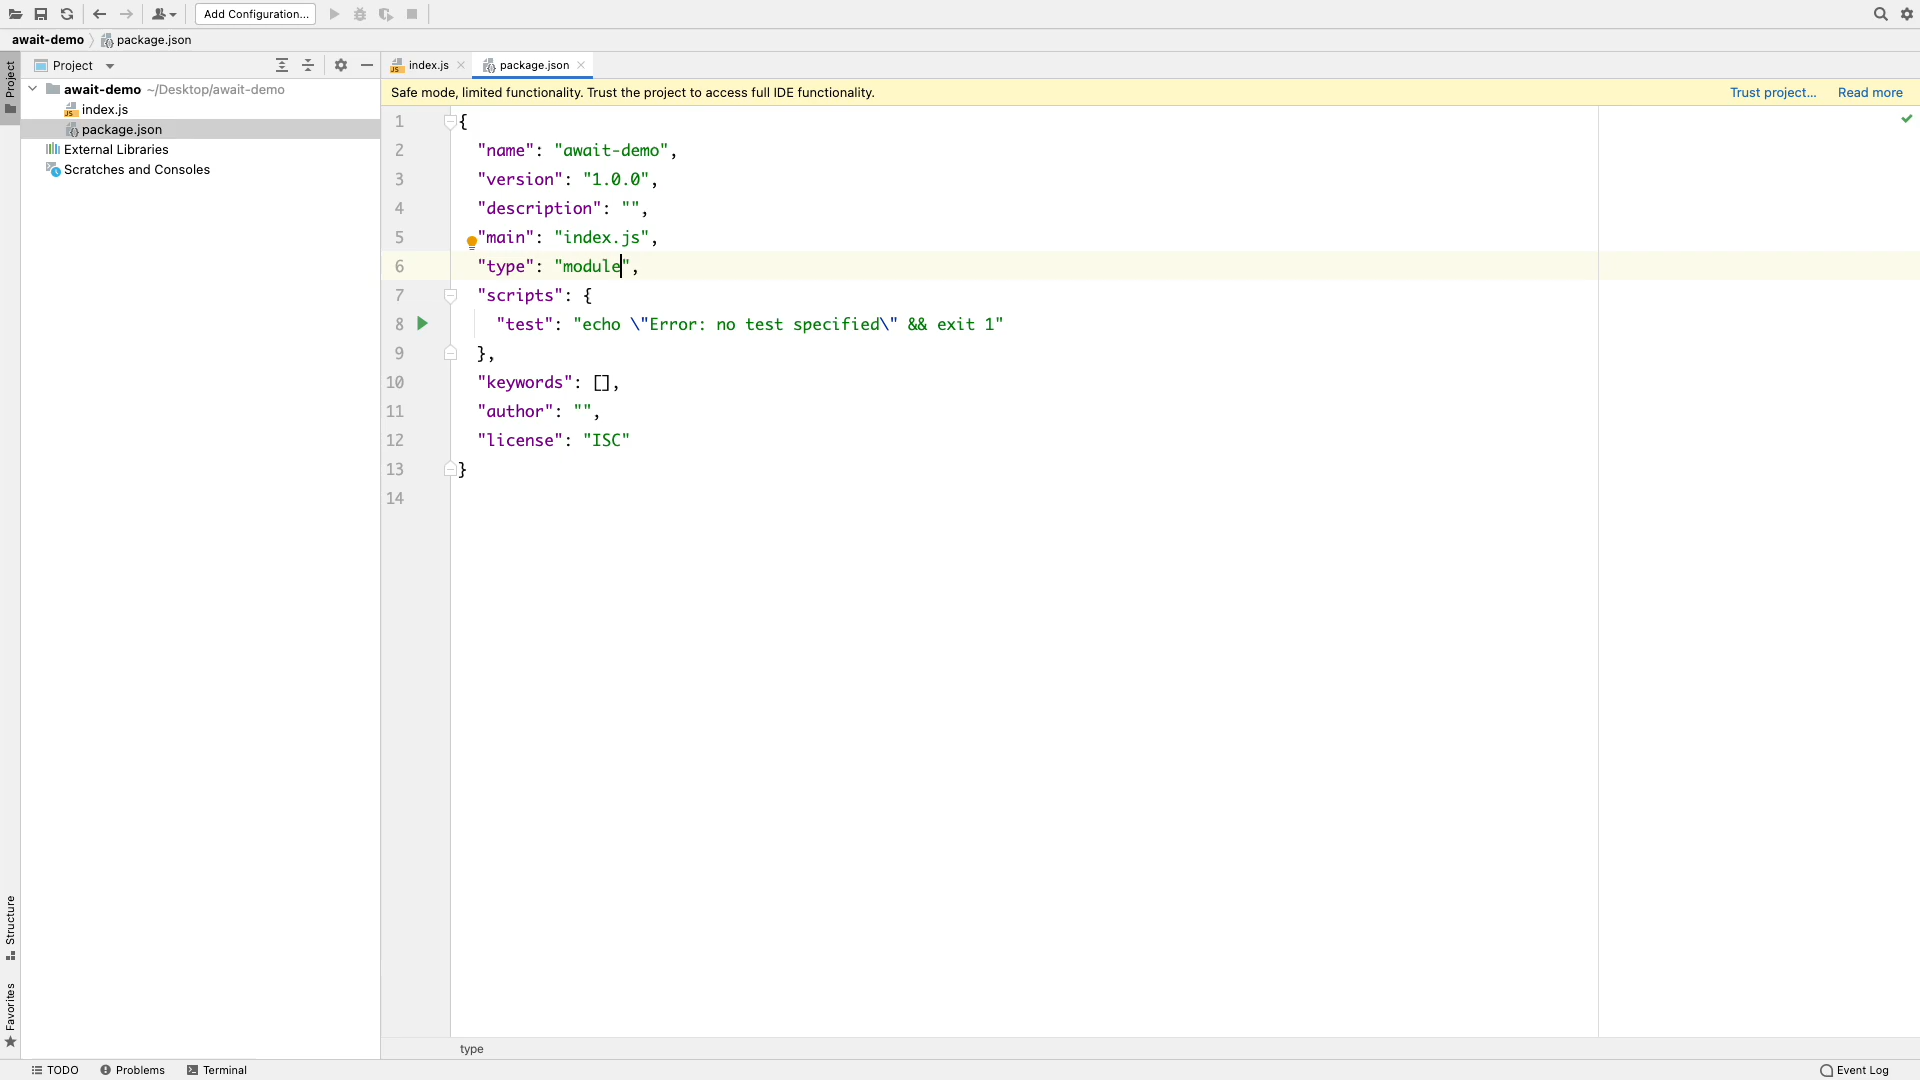 Add Configuration...
await-demo
package.json
Project
Project
index.js
package.json
Safe mode, limited functionality. Trust the project to access full IDE functionality.
Trust project...
Read more
await-demo ~/Desktop/await-demo
index.js
package.json
External Libraries
Scratches and Consoles
1 {
2 "name": "await-demo",
3 "version": "1.0.0",
4 "description": "",
5 "main": "index.js",
6 "type": "module",
7 "scripts": {
8 "test": "echo \"Error: no test specified\" && exit 1"
9 },
10 "keywords": [],
11 "author": "",
12 "license": "ISC"
13 }
14
Structure
Favorites
type
TODO
Problems
Terminal
Event Log